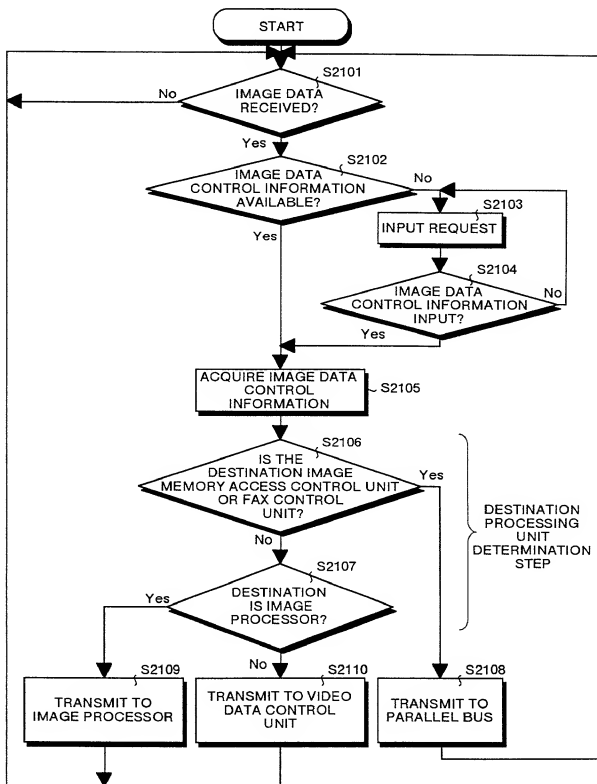 START
S2101
IMAGE DATA
RECEIVED?
No
Yes
S2102
IMAGE DATA
CONTROL INFORMATION
AVAILABLE?
No
Yes
S2103
INPUT REQUEST
S2104
IMAGE DATA
CONTROL INFORMATION
INPUT?
No
Yes
ACQUIRE IMAGE DATA
CONTROL
INFORMATION
S2105
S2106
IS THE
DESTINATION IMAGE
MEMORY ACCESS CONTROL UNIT
OR FAX CONTROL
UNIT?
Yes
No
DESTINATION
PROCESSING
UNIT
DETERMINATION
STEP
S2107
DESTINATION
IS IMAGE
PROCESSOR?
Yes
No
S2109
TRANSMIT TO
IMAGE PROCESSOR
S2110
TRANSMIT TO VIDEO
DATA CONTROL
UNIT
S2108
TRANSMIT TO
PARALLEL BUS